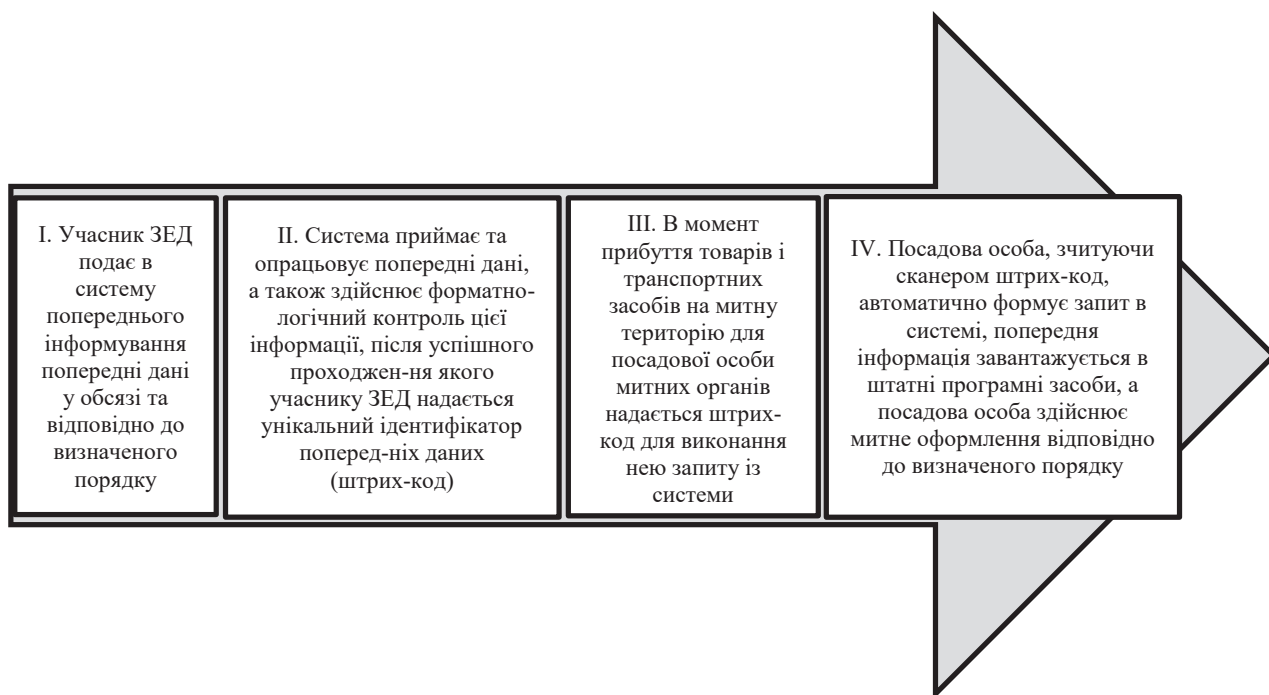 І. Учасник ЗЕД
подає в
систему
попереднього
інформування
попередні дані
у обсязі та
відповідно до
визначеного
порядку
ІІ. Система приймає та
опрацьовує попередні дані,
а також здійснює форматно-
логічний контроль цієї
інформації, після успішного
проходжен-ня якого
учаснику ЗЕД надається
унікальний ідентифікатор
поперед-ніх даних
(штрих-код)
ІІІ. В момент
прибуття товарів і
транспортних
засобів на митну
територію для
посадової особи
митних органів
надається штрих-
код для виконання
нею запиту із
системи
IV. Посадова особа, зчитуючи
сканером штрих-код,
автоматично формує запит в
системі, попередня
інформація завантажується в
штатні програмні засоби, а
посадова особа здійснює
митне оформлення відповідно
до визначеного порядку